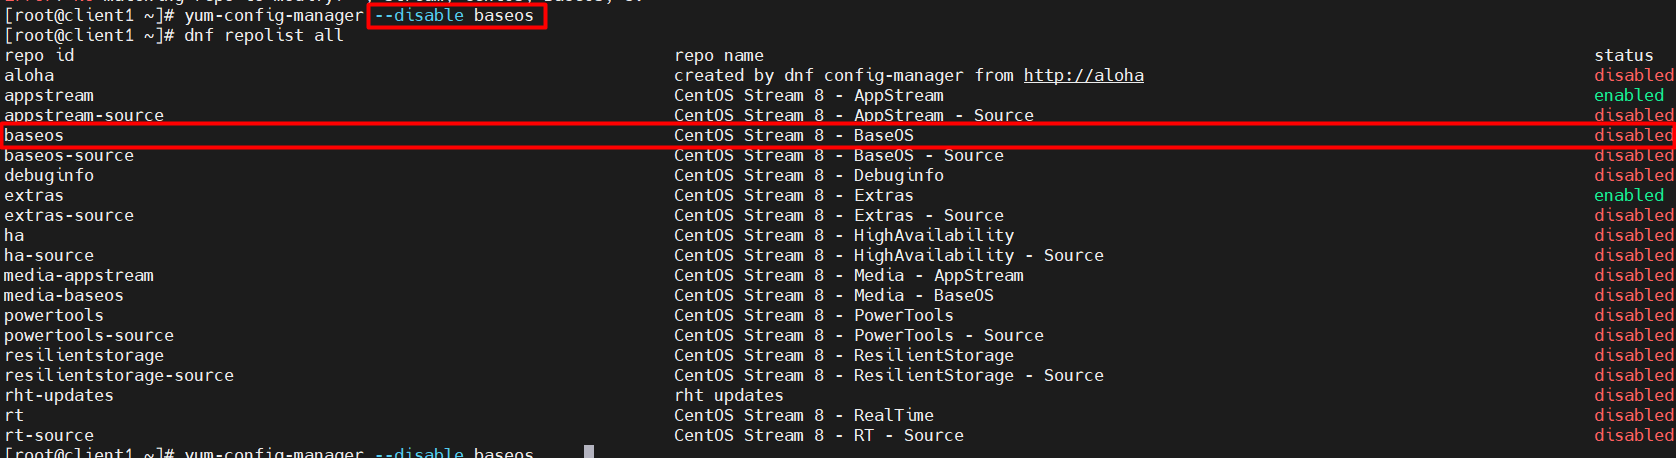 [root@client1 ~]# yum-config-manager --disable baseos
[root@client1 ~]# dnf repolist all
repo id repo name status
aloha created by dnf config-manager from http://aloha disabled
appstream CentOS Stream 8 - AppStream enabled
appstream-source CentOS Stream 8 - AppStream - Source disabled
baseos CentOS Stream 8 - BaseOS disabled
baseos-source CentOS Stream 8 - BaseOS - Source disabled
debuginfo CentOS Stream 8 - Debuginfo disabled
extras CentOS Stream 8 - Extras enabled
extras-source CentOS Stream 8 - Extras - Source disabled
ha CentOS Stream 8 - HighAvailability disabled
ha-source CentOS Stream 8 - HighAvailability - Source disabled
media-appstream CentOS Stream 8 - Media - AppStream disabled
media-baseos CentOS Stream 8 - Media - BaseOS disabled
powertools CentOS Stream 8 - PowerTools disabled
powertools-source CentOS Stream 8 - PowerTools - Source disabled
resilientstorage CentOS Stream 8 - ResilientStorage disabled
resilientstorage-source CentOS Stream 8 - ResilientStorage - Source disabled
rht-updates rht updates disabled
rt CentOS Stream 8 - RealTime disabled
rt-source CentOS Stream 8 - RT - Source disabled
[root@client1 ~]# yum-config-manager --disable baseos